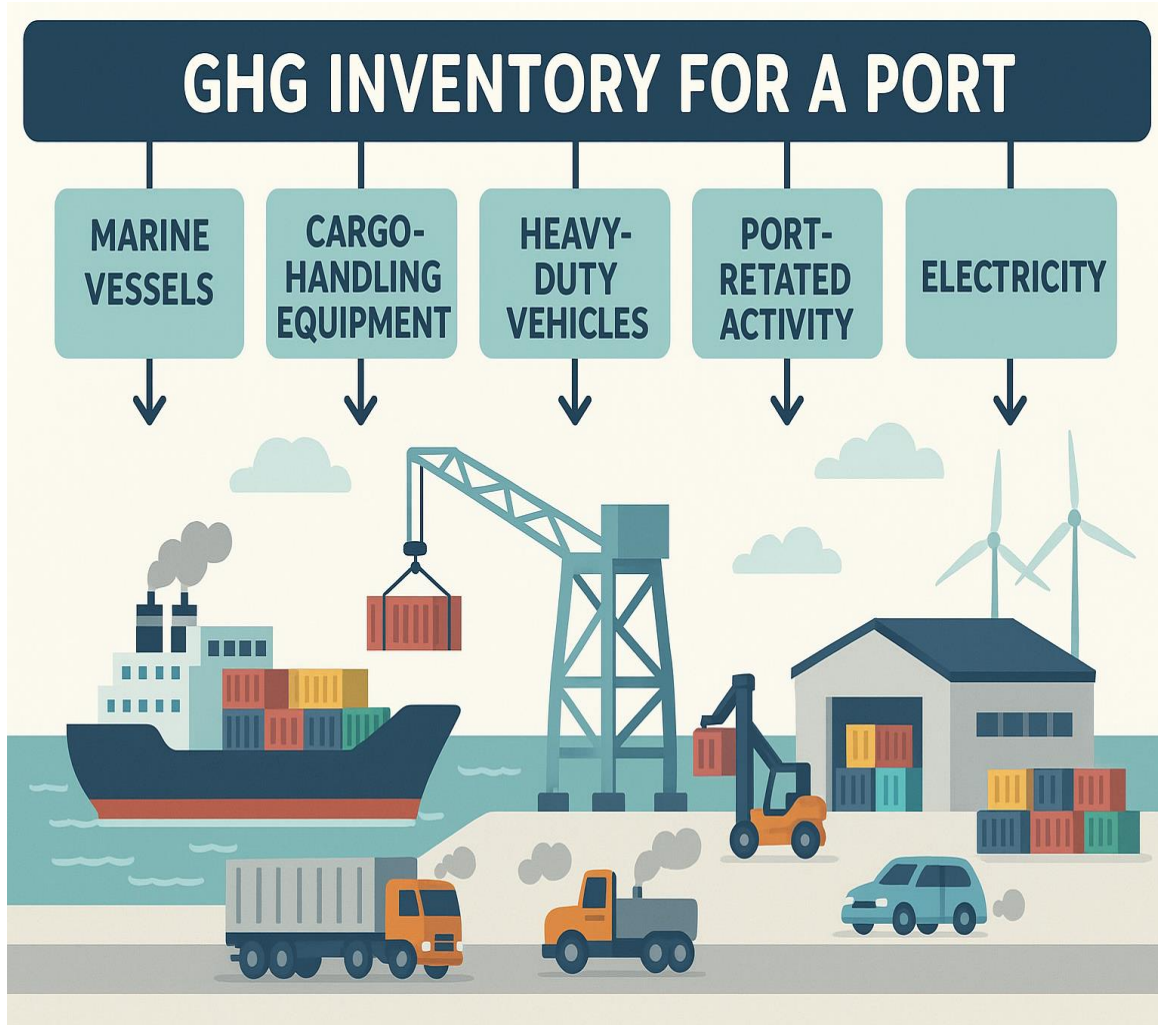 GHG INVENTORY FOR A PORT
MARINE
VESSELS
CARGO-
HANDLING
EQUIPMENT
HEAVY-
DUTY
VEHICLES
PORT-
RETATED
ACTIVITY
ELECTRICITY